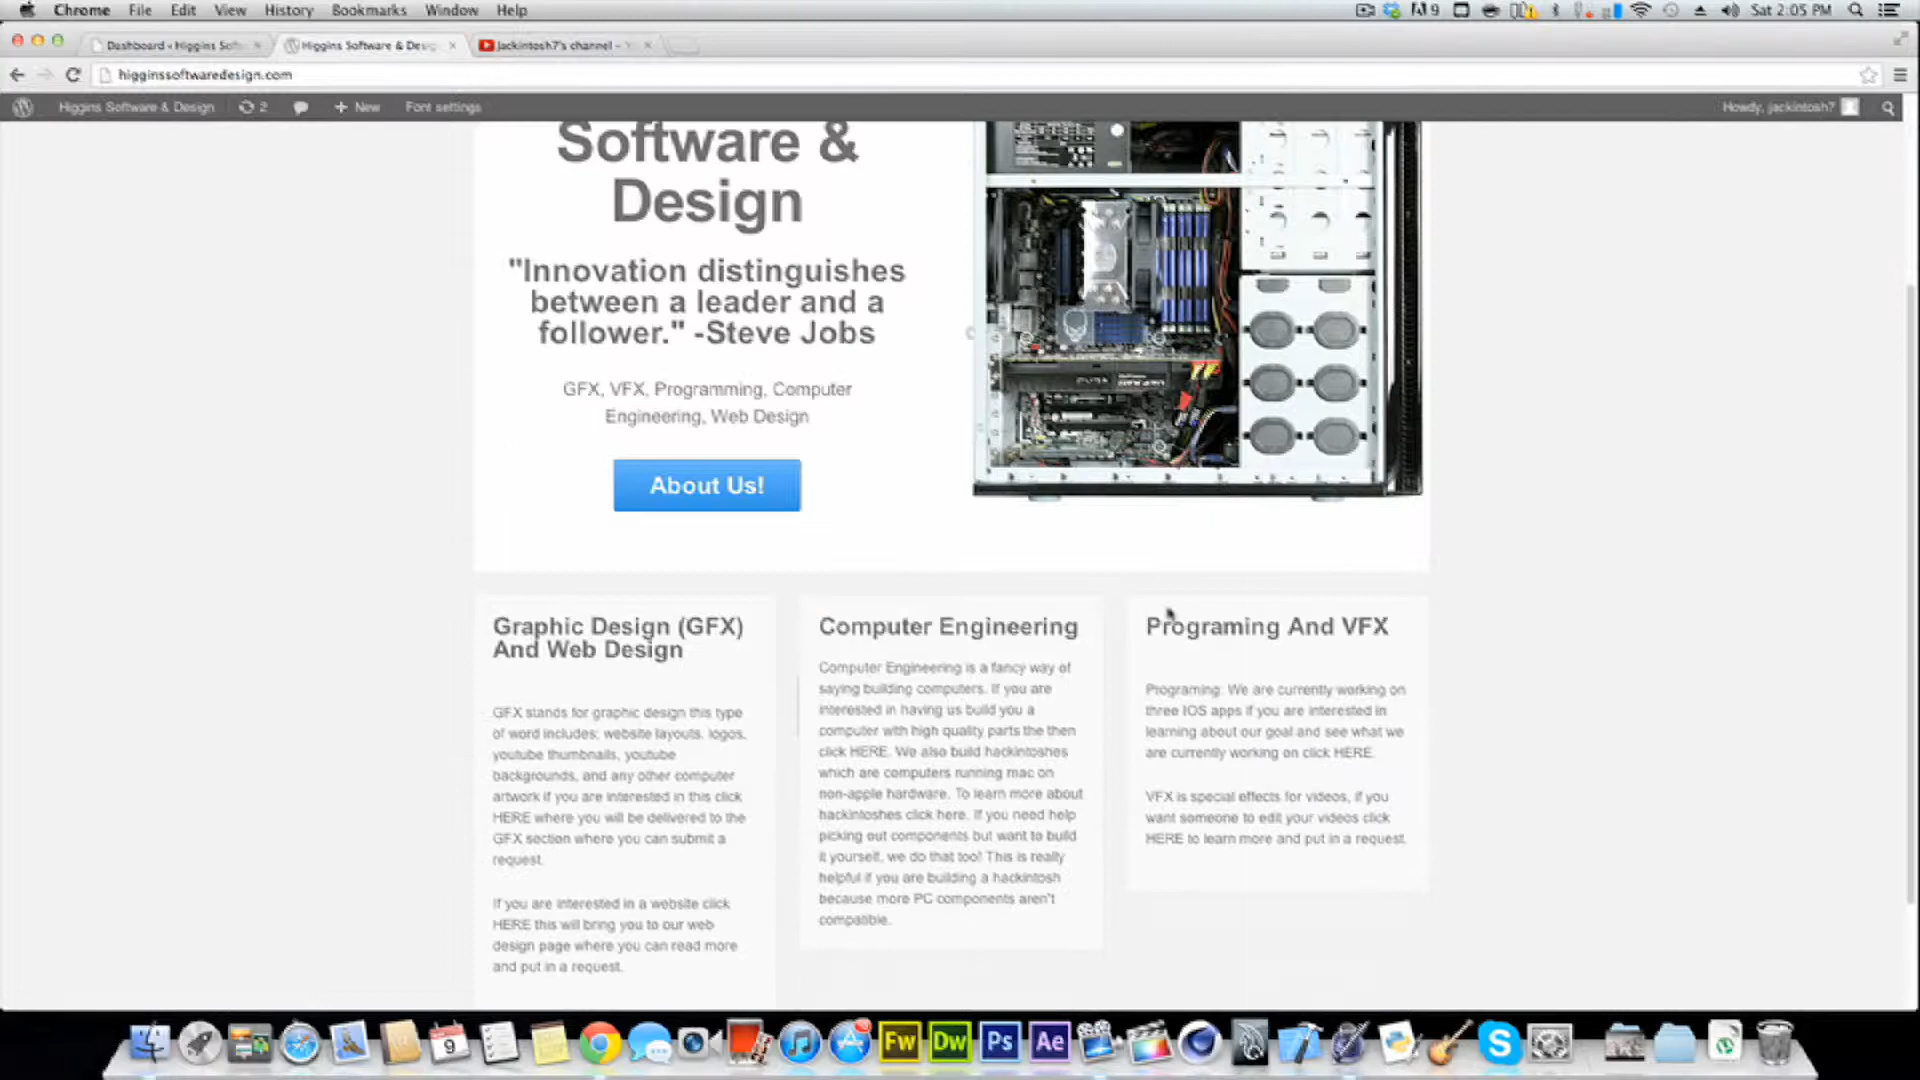 Chrome File Edit View History Bookmarks Window Help
9 Sat 2:05 PM
Dashboard ‹ Higgins Soft
Higgins Software & Desig
Jackintosh7's channel - Y
higginssoftwaredesign.com
Higgins Software & Design 2 New Font settings
Howdy, jackintosh7
Software &
Design
"Innovation distinguishes
between a leader and a
follower." -Steve Jobs
GFX, VFX, Programming, Computer
Engineering, Web Design
About Us!
Graphic Design (GFX)
And Web Design
GFX stands for graphic design this type
of word includes: website layouts, logos,
youtube thumbnails, youtube
backgrounds, and any other computer
artwork if you are interested in this click
HERE where you will be delivered to the
GFX section where you can submit a
request.
If you are interested in a website click
HERE this will bring you to our web
design page where you can read more
and put in a request.
Computer Engineering
Computer Engineering is a fancy way of
saying building computers. If you are
interested in having us build you a
computer with high quality parts the then
click HERE. We also build hackintoshes
which are computers running mac on
non-apple hardware. To learn more about
hackintoshes click here. If you need help
picking out components but want to build
it yourself, we do that too! This is really
helpful if you are building a hackintosh
because more PC components aren't
compatible.
Programing And VFX
Programing: We are currently working on
three IOS apps if you are interested in
learning about our goal and see what we
are currently working on click HERE.
VFX is special effects for videos, if you
want someone to edit your videos click
HERE to learn more and put in a request.
9
Fw Dw Ps Ae